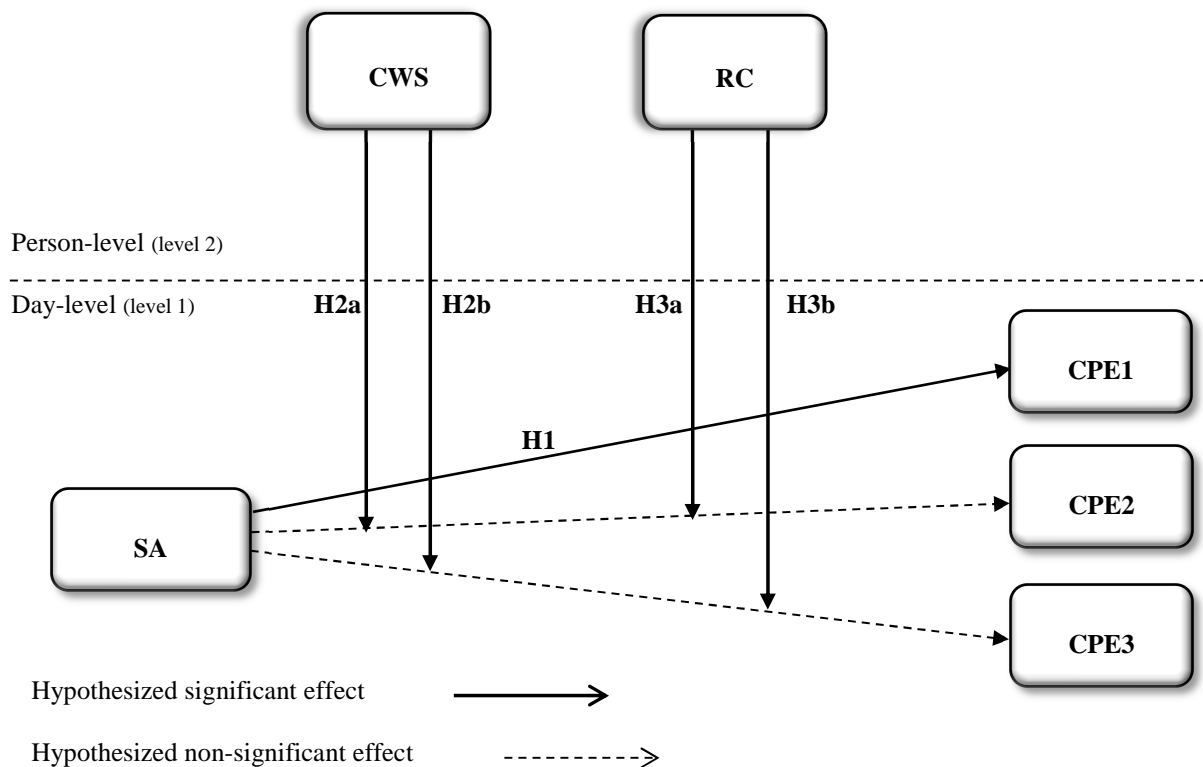 CWS
RC
Person-level (level 2)
Day-level (level 1)
H2a
H2b
H3a
H3b
CPE1
H1
CPE2
SA
CPE3
Hypothesized significant effect
Hypothesized non-significant effect